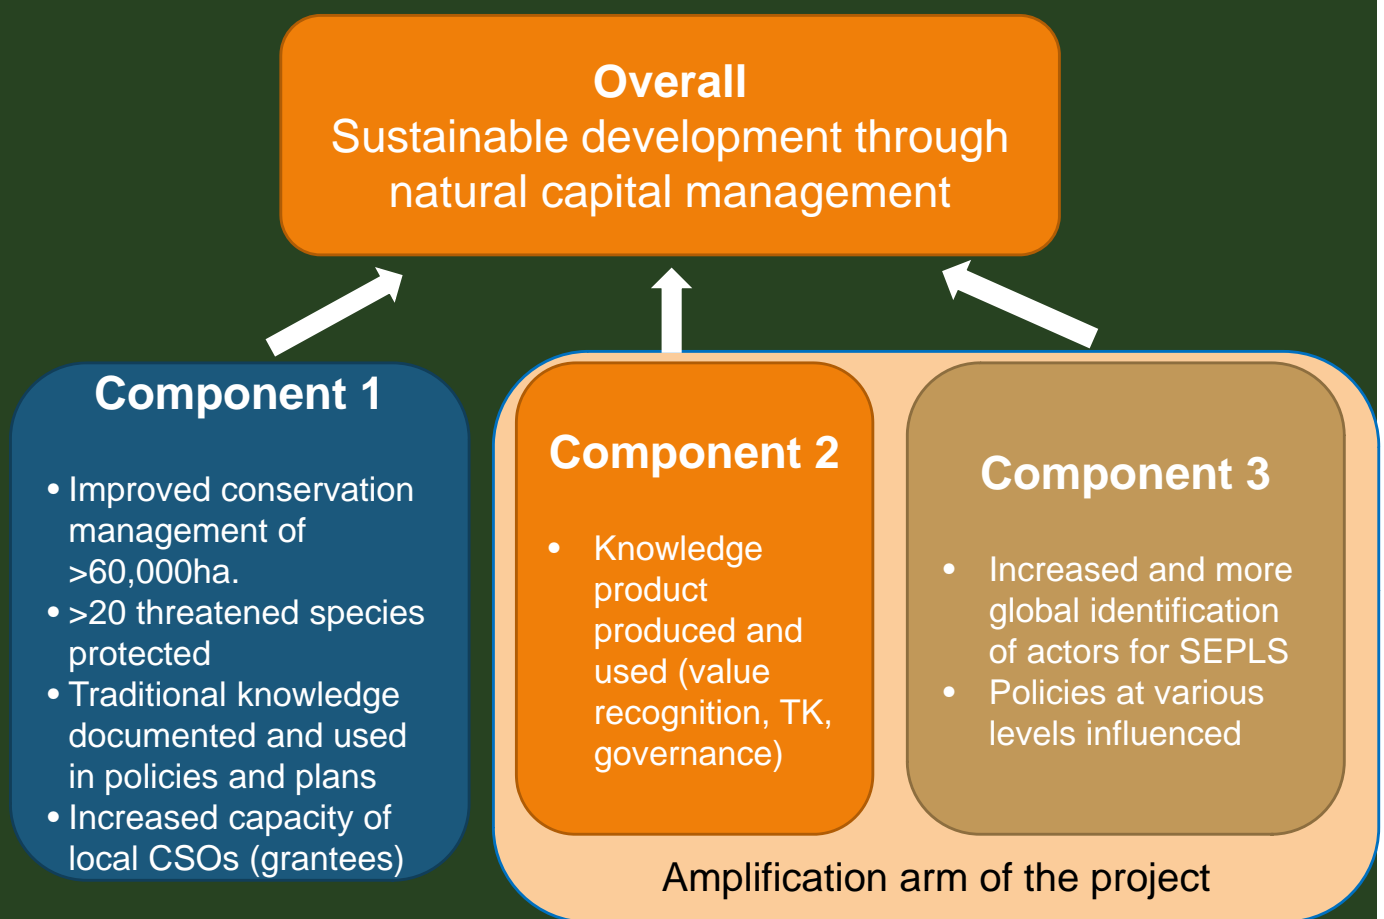 Overall
Sustainable development through
natural capital management
Component 1
• Improved conservation
management of
>60,000ha.
• >20 threatened species
protected
• Traditional knowledge
documented and used
in policies and plans
• Increased capacity of
local CSOs (grantees)
Component 2
• Knowledge
product
produced and
used (value
recognition, TK,
governance)
Component 3
• Increased and more
global identification
of actors for SEPLS
• Policies at various
levels influenced
Amplification arm of the project